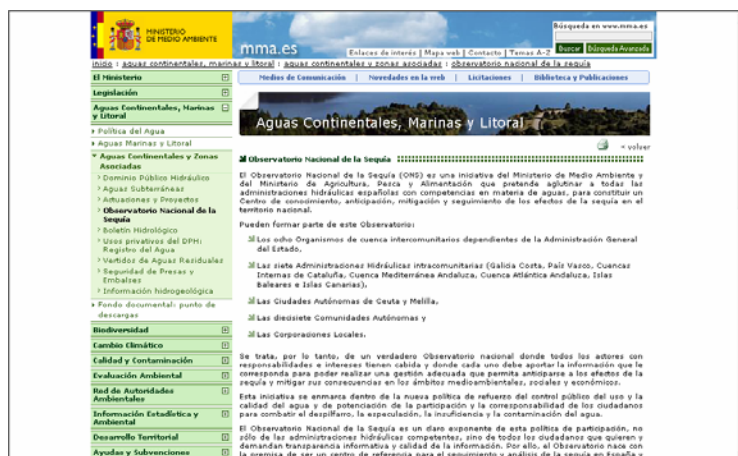 MINISTERIO
DE MEDIO AMBIENTE
mma.es
Búsqueda en www.mma.es
Buscar Búsqueda Avanzada
Enlaces de interés | Mapa web | Contacto | Temas A-Z
inicio : aguas continentales, marinas y litoral : aguas continentales y zonas asociadas : observatorio nacional de la sequía
Medios de Comunicación | Novedades en la web | Licitaciones | Biblioteca y Publicaciones
El Ministerio
Legislación
Aguas Continentales, Marinas
y Litoral
Política del Agua
Aguas Marinas y Litoral
Aguas Continentales y Zonas
Asociadas
Dominio Público Hidráulico
Aguas Subterráneas
Actuaciones y Proyectos
Observatorio Nacional de la
Sequía
Boletín Hidrológico
Usos privativos del DPH:
Registro del Agua
Vertidos de Aguas Residuales
Seguridad de Presas y
Embalses
Información hidrogeológica
Fondo documental: punto de
descargas
Biodiversidad
Cambio Climático
Calidad y Contaminación
Evaluación Ambiental
Red de Autoridades
Ambientales
Información Estadística y
Ambiental
Desarrollo Territorial
Ayudas y Subvenciones
Aguas Continentales, Marinas y Litoral
« volver
Observatorio Nacional de la Sequía
El Observatorio Nacional de la Sequía (ONS) es una iniciativa del Ministerio de Medio Ambiente y
del Ministerio de Agricultura, Pesca y Alimentación que pretende aglutinar a todas las
administraciones hidráulicas españolas con competencias en materia de aguas, para constituir un
Centro de conocimiento, anticipación, mitigación y seguimiento de los efectos de la sequía en el
territorio nacional.
Pueden formar parte de este Observatorio:
Los ocho Organismos de cuenca intercomunitarios dependientes de la Administración General
del Estado,
Las siete Administraciones Hidráulicas intracomunitarias (Galicia Costa, País Vasco, Cuencas
Internas de Cataluña, Cuenca Mediterránea Andaluza, Cuenca Atlántica Andaluza, Islas
Baleares e Islas Canarias),
Las Ciudades Autónomas de Ceuta y Melilla,
Las diecisiete Comunidades Autónomas y
Las Corporaciones Locales.
Se trata, por lo tanto, de un verdadero Observatorio nacional donde todos los actores con
responsabilidades e intereses tienen cabida y donde cada uno debe aportar la información que le
corresponda para poder realizar una gestión adecuada que permita anticiparse a los efectos de la
sequía y mitigar sus consecuencias en los ámbitos medioambientales, sociales y económicos.
Esta iniciativa se enmarca dentro de la nueva política de refuerzo del control público del uso y la
calidad del agua y de potenciación de la participación y la corresponsabilidad de los ciudadanos
para combatir el despilfarro, la especulación, la insuficiencia y la contaminación del agua.
El Observatorio Nacional de la Sequía es un claro exponente de esta política de participación, no
sólo de las administraciones hidráulicas competentes, sino de todos los ciudadanos que quieren y
demandan transparencia informativa y calidad de la información. Por ello, el Observatorio nace con
la premisa de ser un centro de referencia para el seguimiento y análisis de la sequía en España y